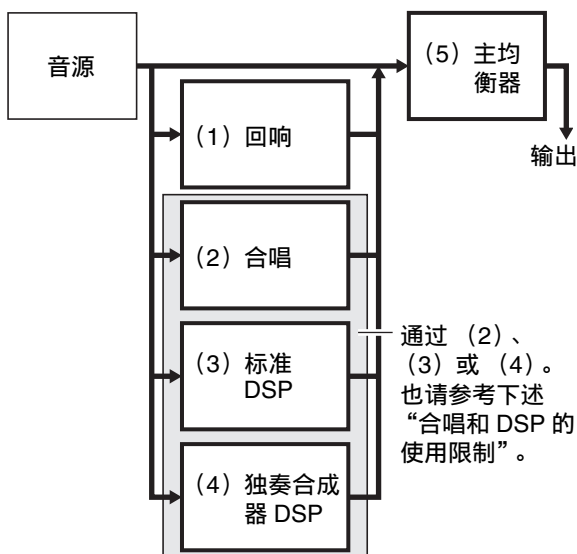 音源
（5）主均
衡器
输出
（1）回响
（2）合唱
（3）标准
DSP
（4）独奏合成
器 DSP
通过 （2）、
（3）或 （4）。
也请参考下述
“合唱和 DSP 的
使用限制”。